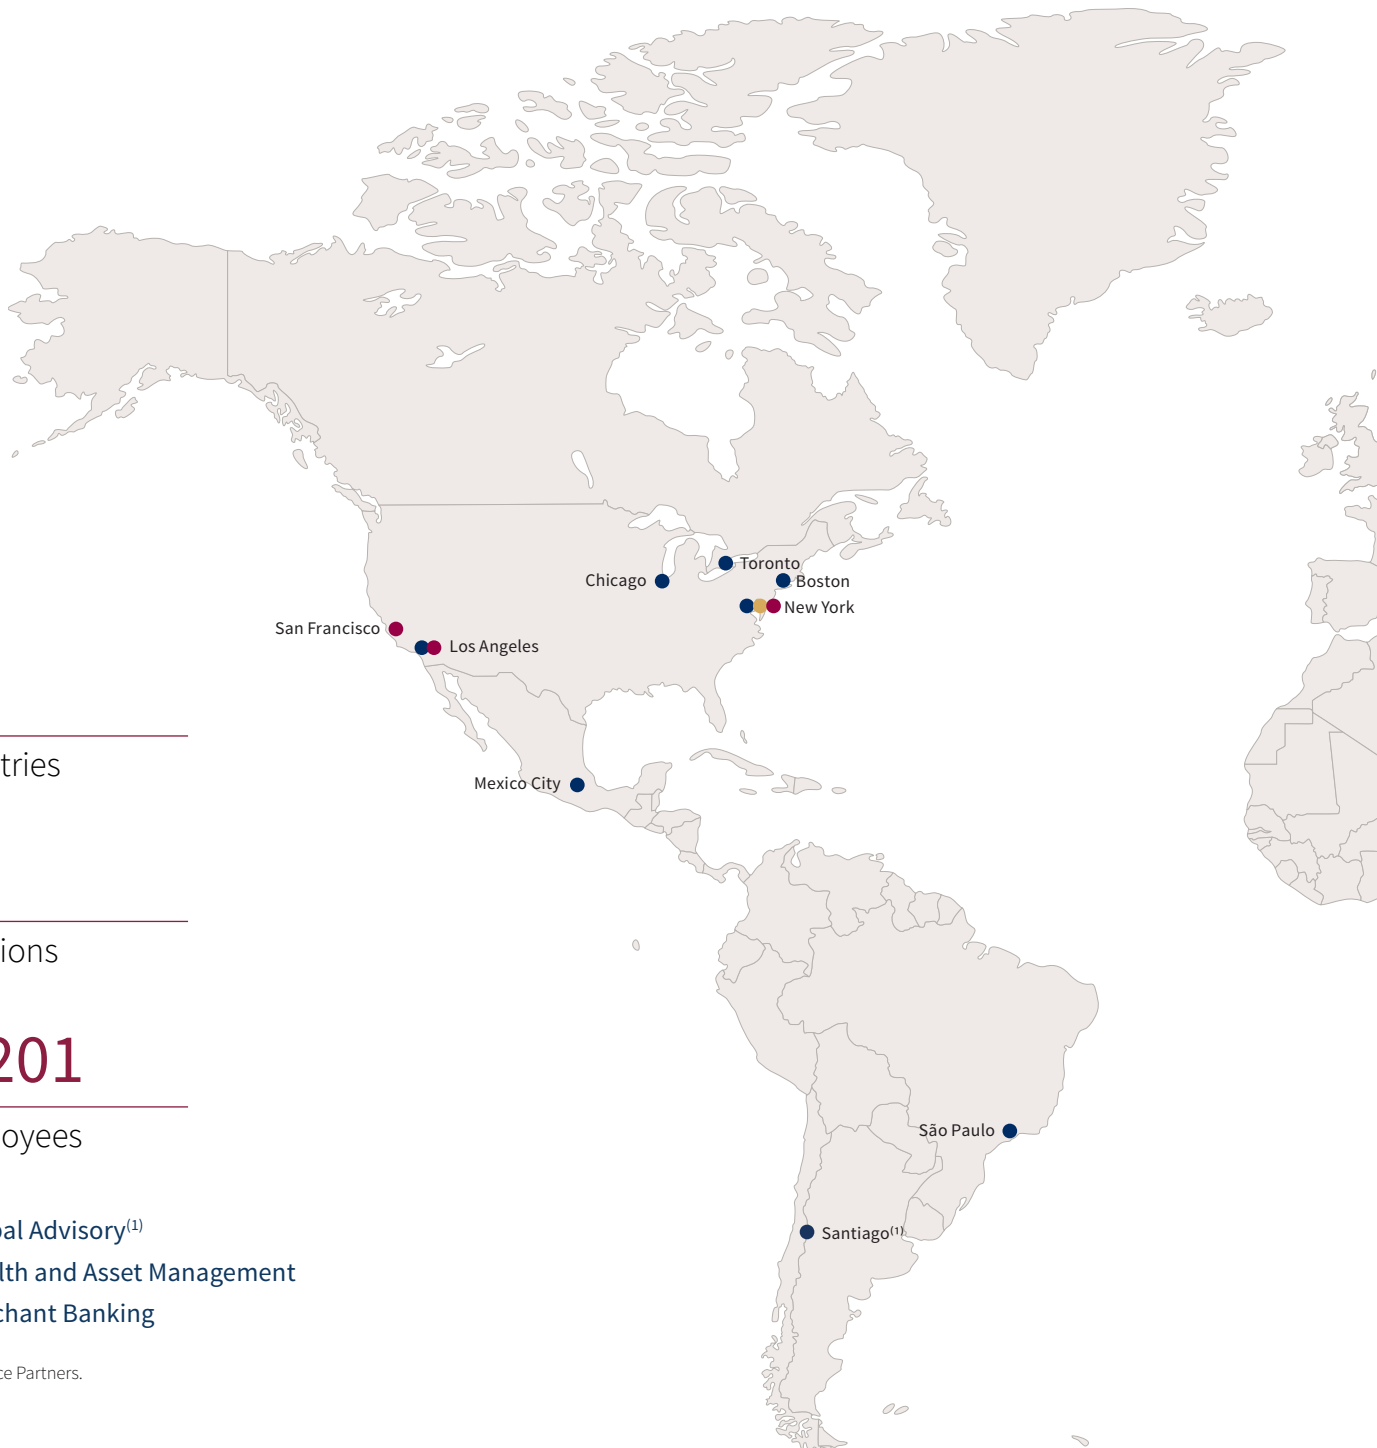 Toronto
Chicago
Boston
New York
San Francisco
Los Angeles
tries
Mexico City
ions
201
São Paulo
oyees
Santiago(1)
al Advisory(1)
lth and Asset Management
chant Banking
ce Partners.